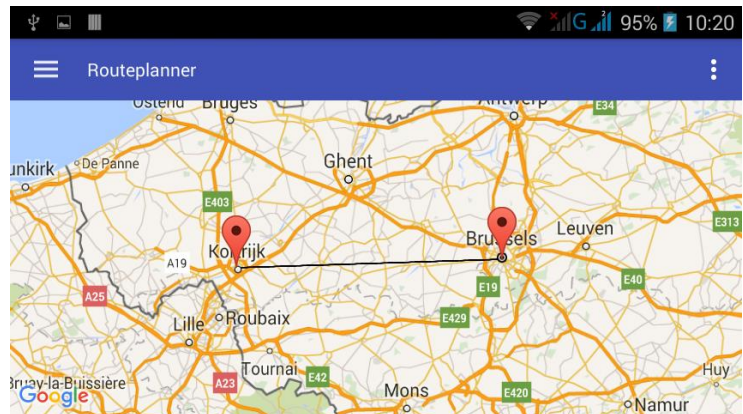 G 2 95% 10:20
Routeplanner
Ostend Bruges Antwerp E34
unkirk De Panne Ghent
E403
Kortrijk Brussels Leuven E313
A19
A25 E19 E40
Lille Roubaix E429
Tournai
A23 E42 Mons E420 Huy
Bruay-la-Buissière
Google Namur